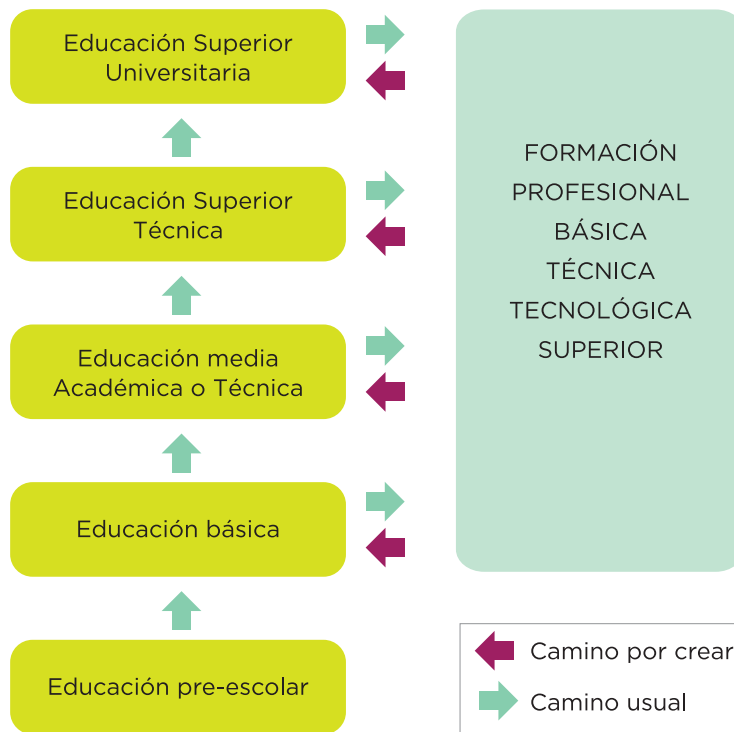 Educación Superior
Universitaria
Educación Superior
Técnica
Educación media
Académica o Técnica
Educación básica
Educación pre-escolar
FORMACIÓN
PROFESIONAL
BÁSICA
TÉCNICA
TECNOLÓGICA
SUPERIOR
Camino por crear
Camino usual